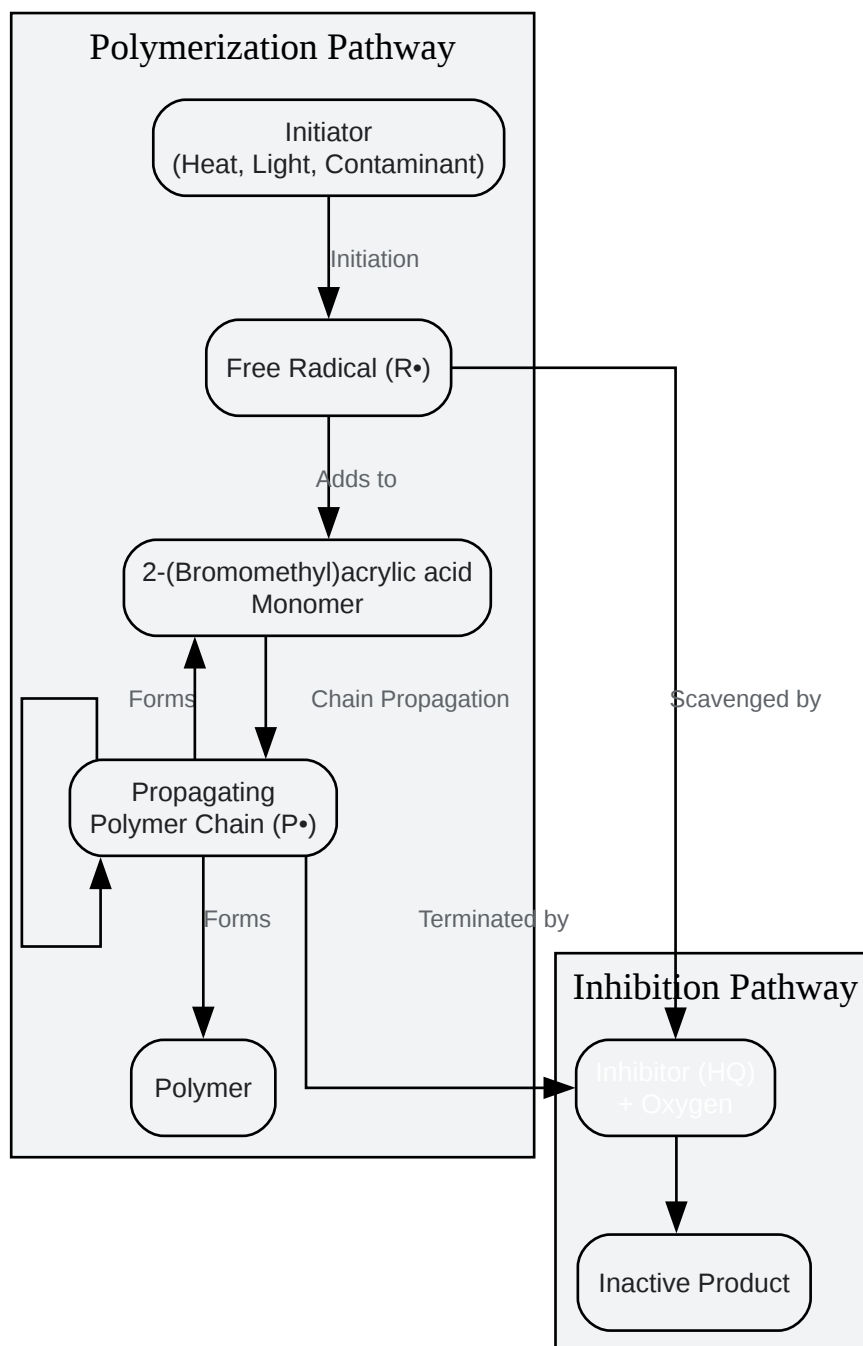 Polymerization Pathway
Initiator
(Heat, Light, Contaminant)
Initiation
Free Radical (R•)
Adds to
2-(Bromomethyl)acrylic acid
Monomer
Forms
Chain Propagation
Scavenged by
Propagating
Polymer Chain (P•)
Forms
Terminated by
Inhibition Pathway
Inhibitor (HQ)
+ Oxygen
Polymer
Inactive Product